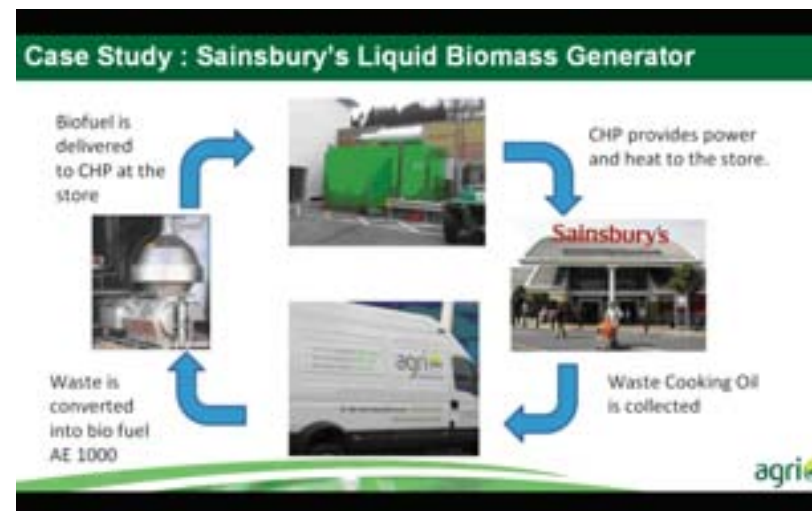 Case Study : Sainsbury's Liquid Biomass Generator
Biofuel is
delivered
to CHP at the
store
CHP provides power
and heat to the store.
Sainsbury's
Waste Cooking Oil
is collected
agri
Waste is
converted
into bio fuel
AE 1000
agri